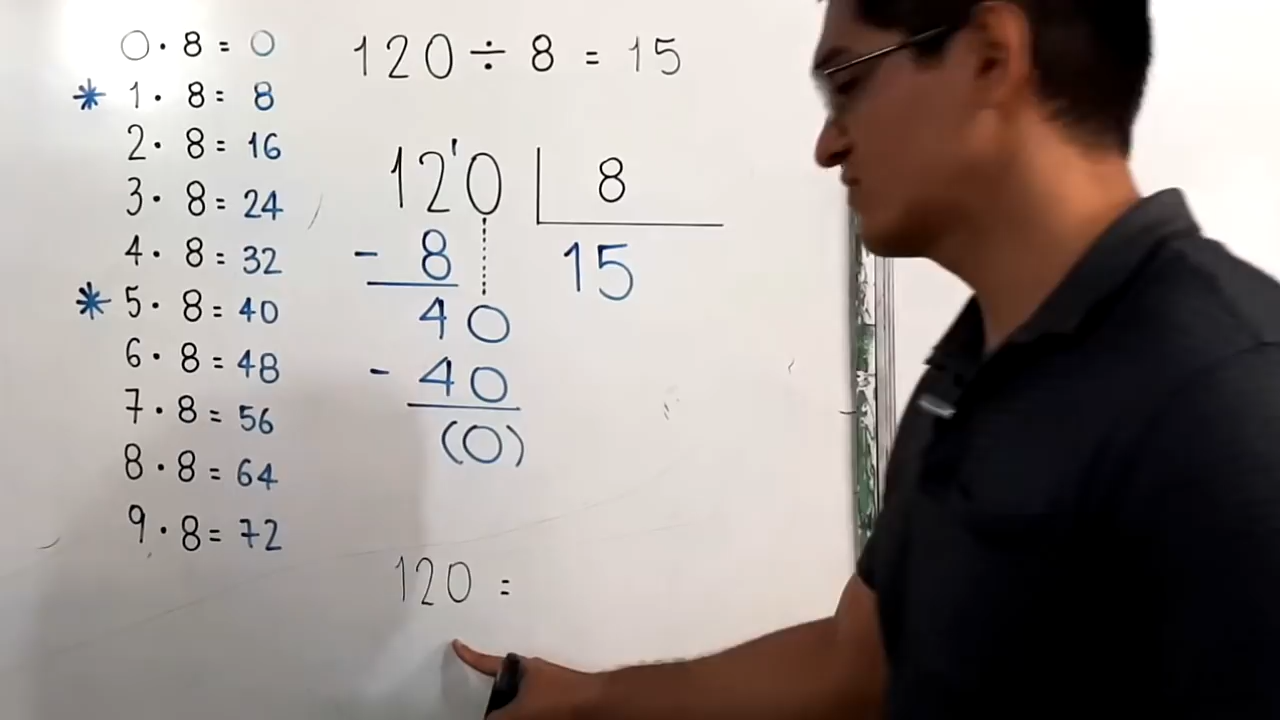 0 · 8 = 0
* 1 · 8 = 8
2 · 8 = 16
3 · 8 = 24
4 · 8 = 32
* 5 · 8 = 40
6 · 8 = 48
7 · 8 = 56
8 · 8 = 64
9 · 8 = 72
120 ÷ 8 = 15
12'0 | 8
- 8 15
40
- 40
(0)
120 =